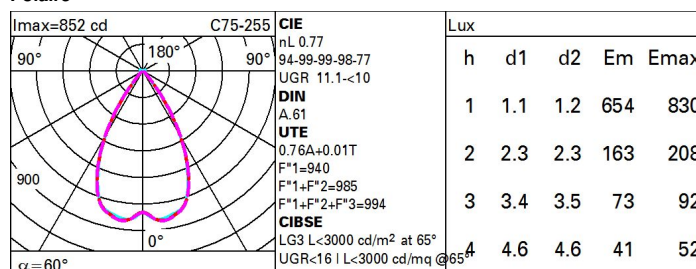 Imax=852 cd C75-255
90° 180° 90°
900
0°
α=60°
CIE
nL 0.77
94-99-99-98-77
UGR 11.1-<10
DIN
A.61
UTE
0.76A+0.01T
F"1=940
F"1+F"2=985
F"1+F"2+F"3=994
CIBSE
LG3 L<3000 cd/m² at 65°
UGR<16 | L<3000 cd/mq @65°
Lux
h d1 d2 Em Emax
1 1.1 1.2 654 830
2 2.3 2.3 163 208
3 3.4 3.5 73 92
4 4.6 4.6 41 52